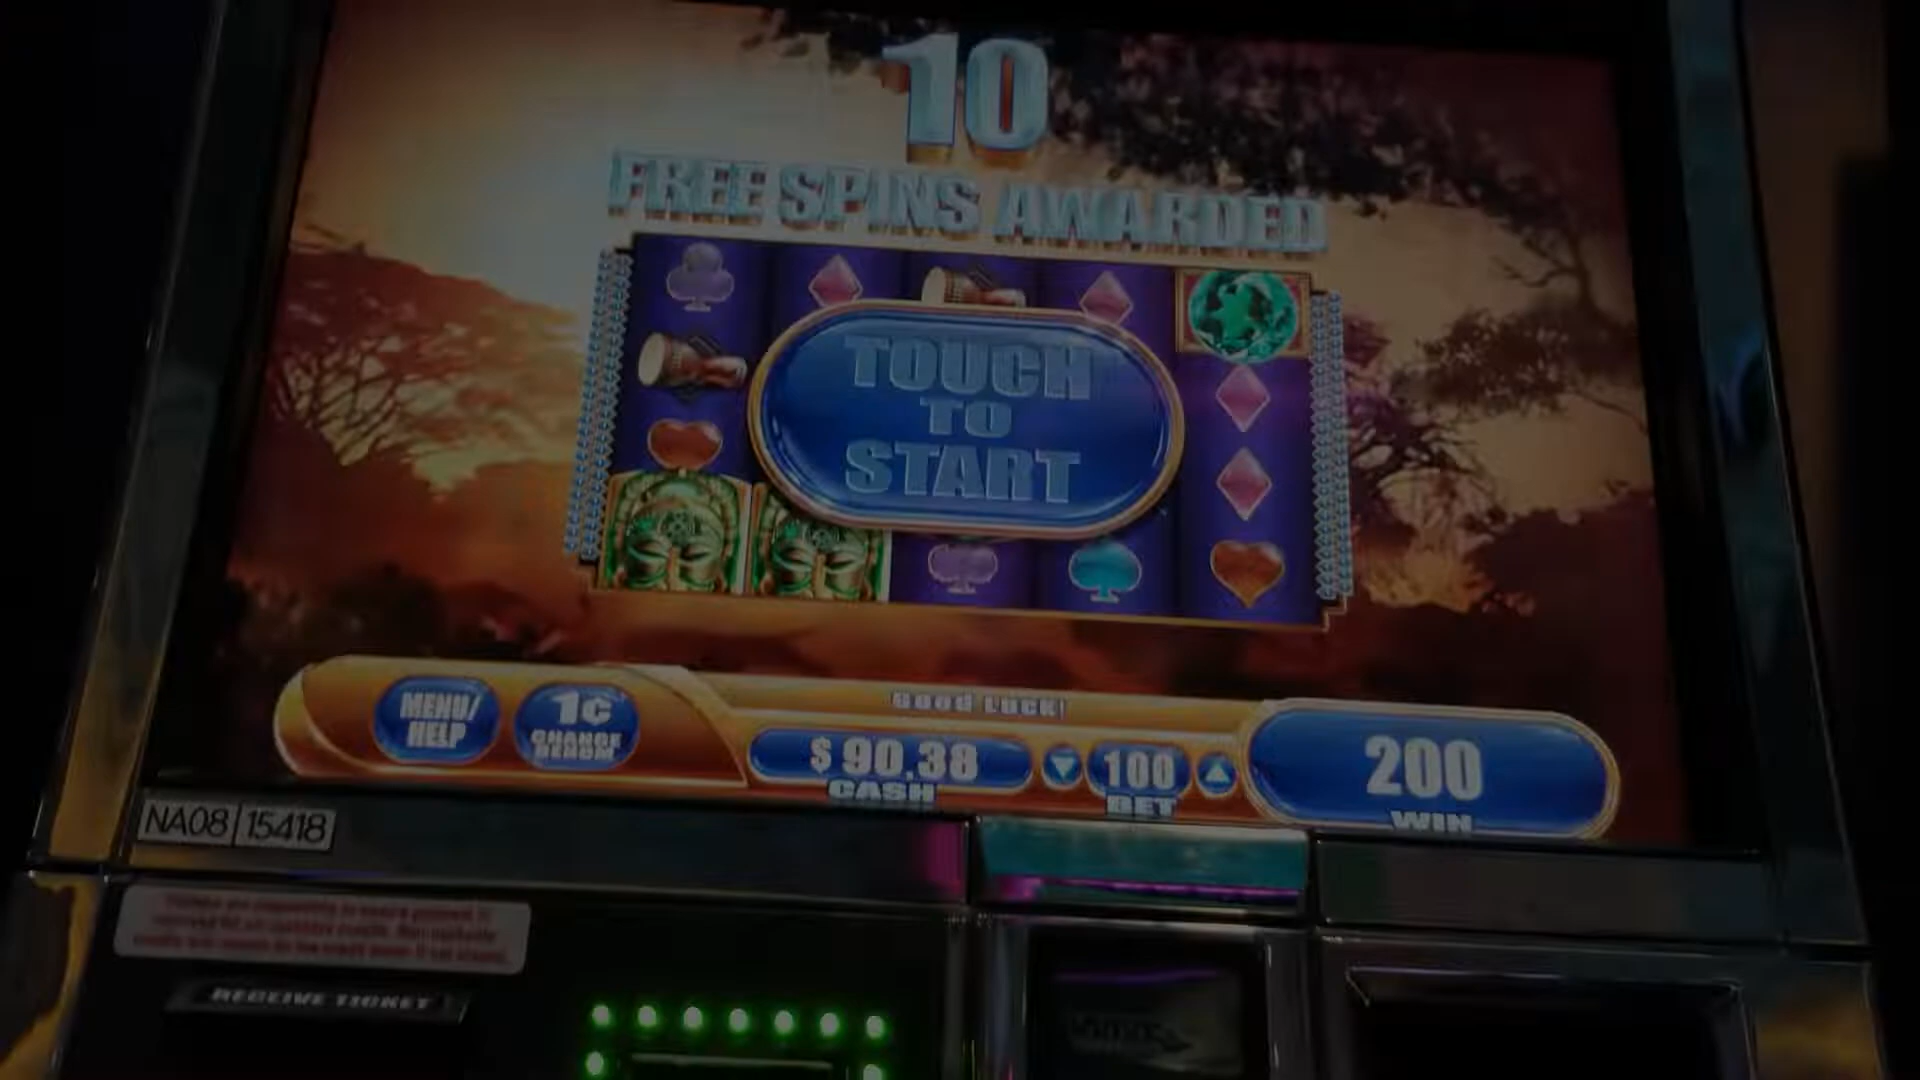 10
FREE SPINS AWARDED
TOUCH
TO
START
Good Luck!
MENU/
HELP
1¢
CHANGE
DENOM
$ 90.38
CASH
100
BET
200
WIN
NA08 15418
RECEIVE TICKET